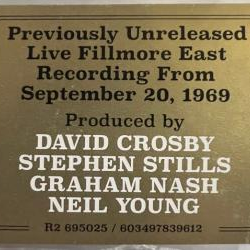 Previously Unreleased
Live Fillmore East
Recording From
September 20, 1969
Produced by
DAVID CROSBY
STEPHEN STILLS
GRAHAM NASH
NEIL YOUNG
R2 695025 / 603497839612